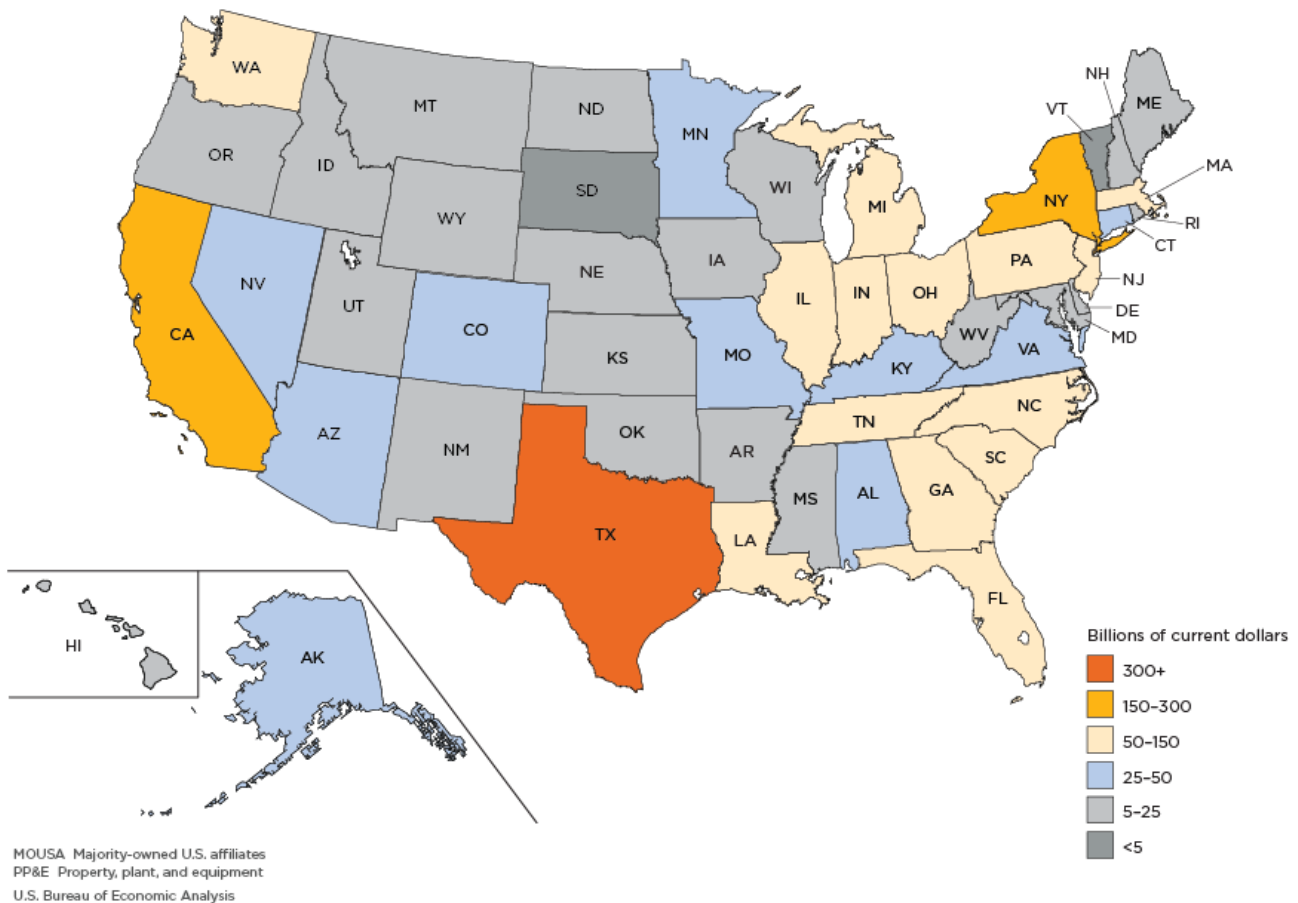 WA
MT
ND
MN
OR
ID
SD
WI
WY
MI
NH
VT
ME
MA
NY
RI
CT
NV
UT
NE
IA
PA
NJ
CA
CO
IL
IN
OH
DE
WV
MD
KS
MO
KY
VA
AZ
NM
OK
AR
TN
NC
SC
MS
AL
GA
TX
LA
FL
HI
AK
Billions of current dollars
300+
150–300
50–150
25–50
5–25
<5
MOUSA Majority-owned U.S. affiliates
PP&E Property, plant, and equipment
U.S. Bureau of Economic Analysis